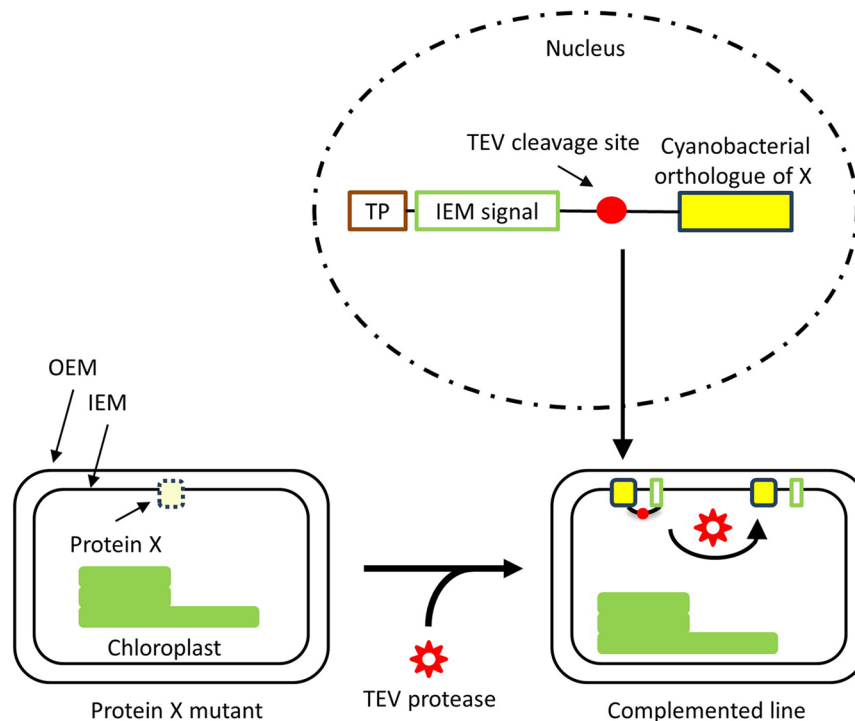 Nucleus
TEV cleavage site
Cyanobacterial
orthologue of X
TP
IEM signal
OEM
IEM
Protein X
Chloroplast
TEV protease
Protein X mutant
Complemented line